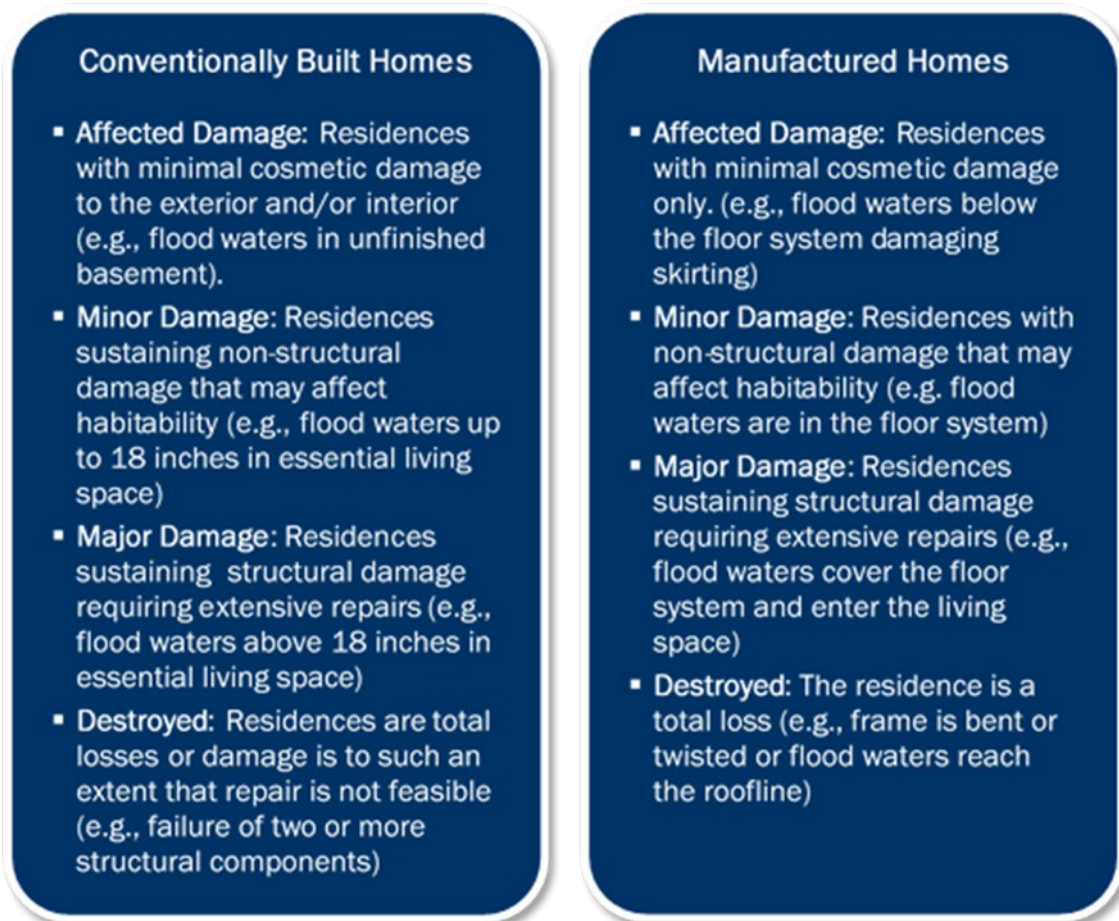 Conventionally Built Homes
▪ Affected Damage: Residences
with minimal cosmetic damage
to the exterior and/or interior
(e.g., flood waters in unfinished
basement).
▪ Minor Damage: Residences
sustaining non-structural
damage that may affect
habitability (e.g., flood waters up
to 18 inches in essential living
space)
▪ Major Damage: Residences
sustaining structural damage
requiring extensive repairs (e.g.,
flood waters above 18 inches in
essential living space)
▪ Destroyed: Residences are total
losses or damage is to such an
extent that repair is not feasible
(e.g., failure of two or more
structural components)
Manufactured Homes
▪ Affected Damage: Residences
with minimal cosmetic damage
only. (e.g., flood waters below
the floor system damaging
skirting)
▪ Minor Damage: Residences with
non-structural damage that may
affect habitability (e.g. flood
waters are in the floor system)
▪ Major Damage: Residences
sustaining structural damage
requiring extensive repairs (e.g.,
flood waters cover the floor
system and enter the living
space)
▪ Destroyed: The residence is a
total loss (e.g., frame is bent or
twisted or flood waters reach
the roofline)